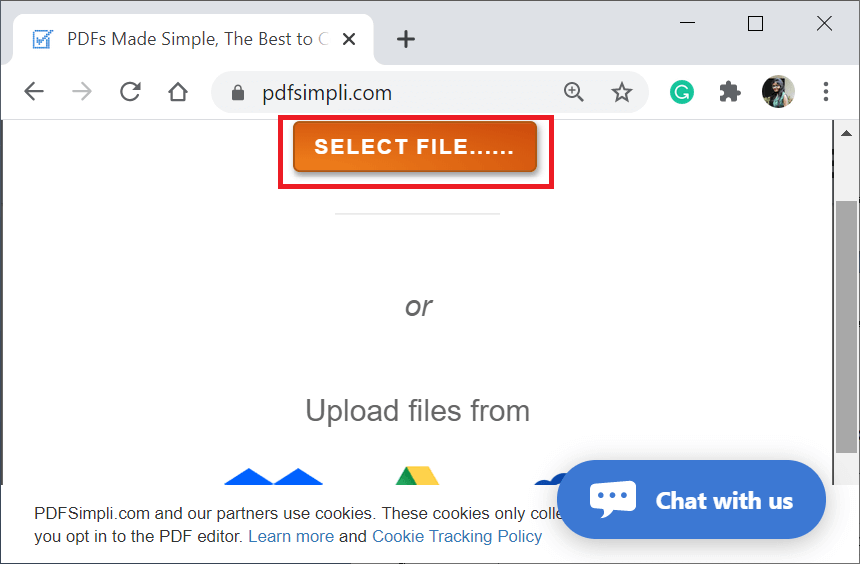 PDFs Made Simple, The Best to
pdfsimpli.com
SELECT FILE......
or
Upload files from
PDFSimpli.com and our partners use cookies. These cookies only
you opt in to the PDF editor. Learn more and Cookie Tracking Policy
Chat with us